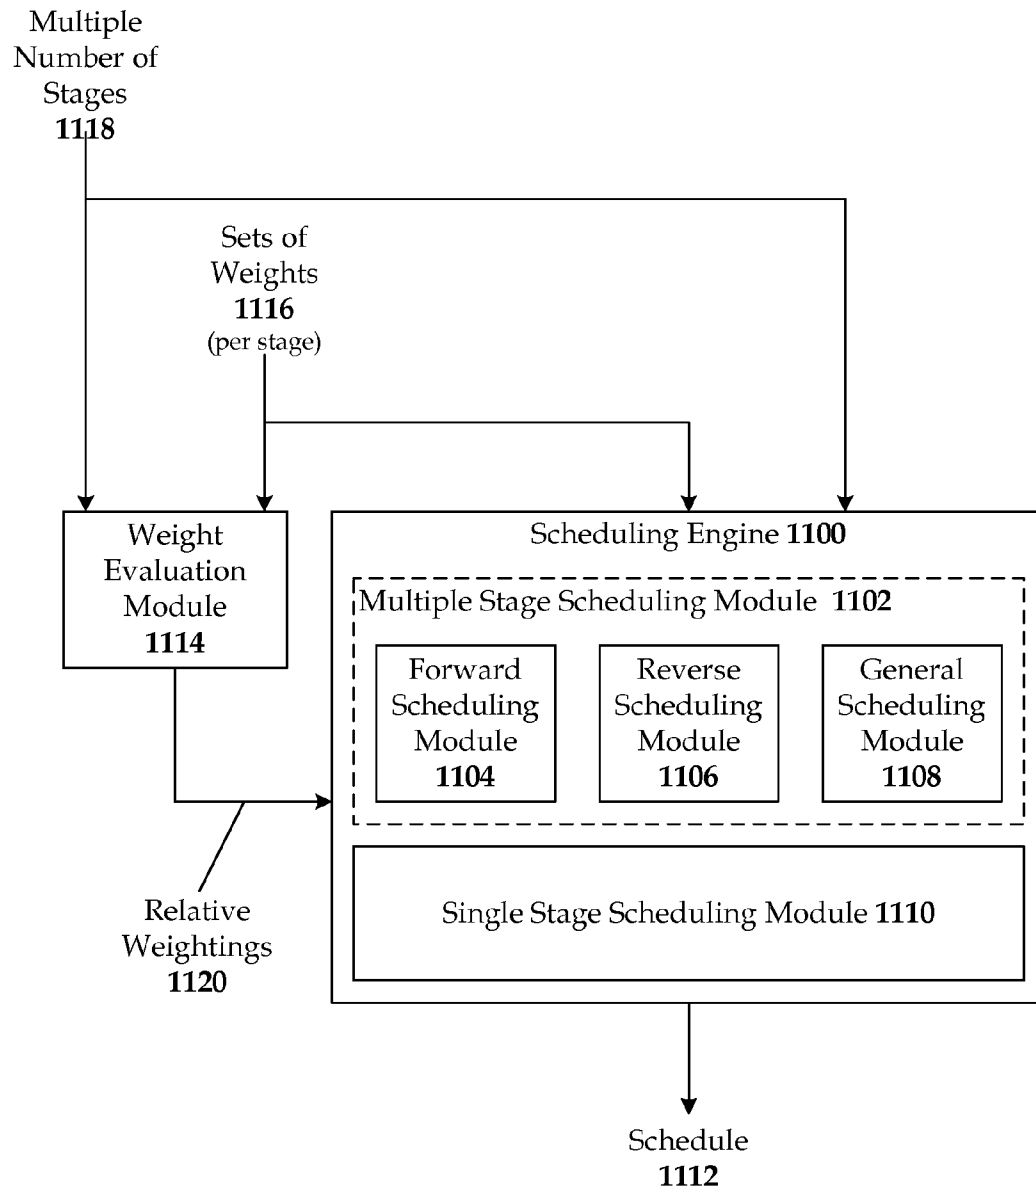 Multiple
Number of
Stages
1118
Sets of
Weights
1116
(per stage)
Weight
Evaluation
Module
1114
Scheduling Engine 1100
Multiple Stage Scheduling Module 1102
Forward
Scheduling
Module
1104
Reverse
Scheduling
Module
1106
General
Scheduling
Module
1108
Single Stage Scheduling Module 1110
Relative
Weightings
1120
Schedule
1112